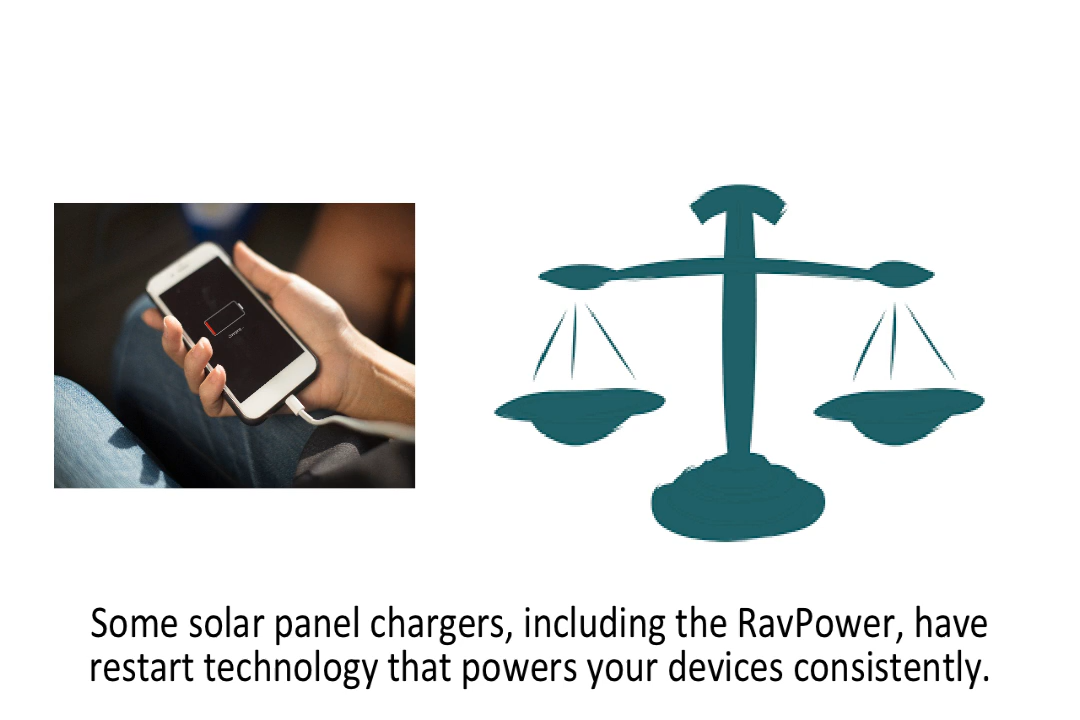 Some solar panel chargers, including the RavPower, have
restart technology that powers your devices consistently.